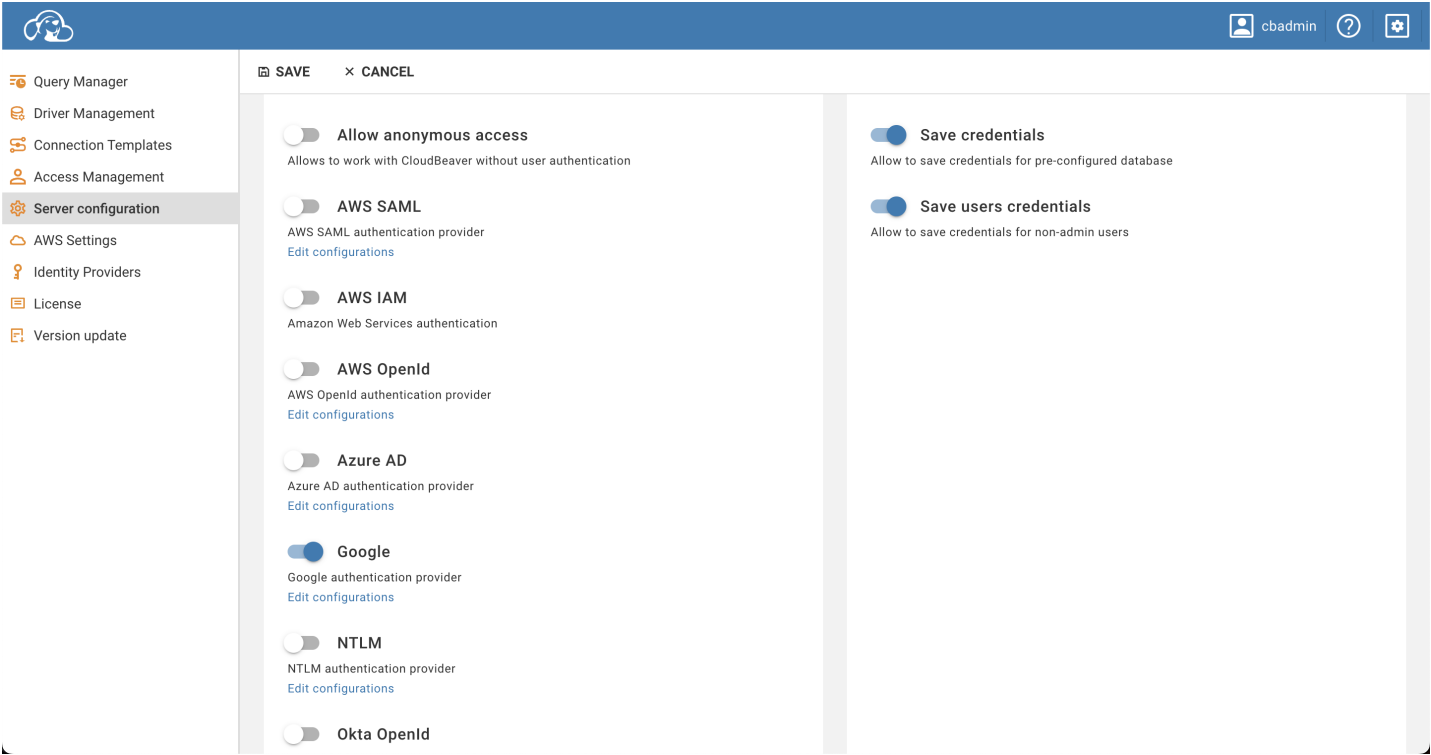 cbadmin
SAVE
CANCEL
Query Manager
Driver Management
Connection Templates
Access Management
Server configuration
AWS Settings
Identity Providers
License
Version update
Allow anonymous access
Allows to work with CloudBeaver without user authentication
AWS SAML
AWS SAML authentication provider
Edit configurations
AWS IAM
Amazon Web Services authentication
AWS OpenId
AWS OpenId authentication provider
Edit configurations
Azure AD
Azure AD authentication provider
Edit configurations
Google
Google authentication provider
Edit configurations
NTLM
NTLM authentication provider
Edit configurations
Okta OpenId
Save credentials
Allow to save credentials for pre-configured database
Save users credentials
Allow to save credentials for non-admin users